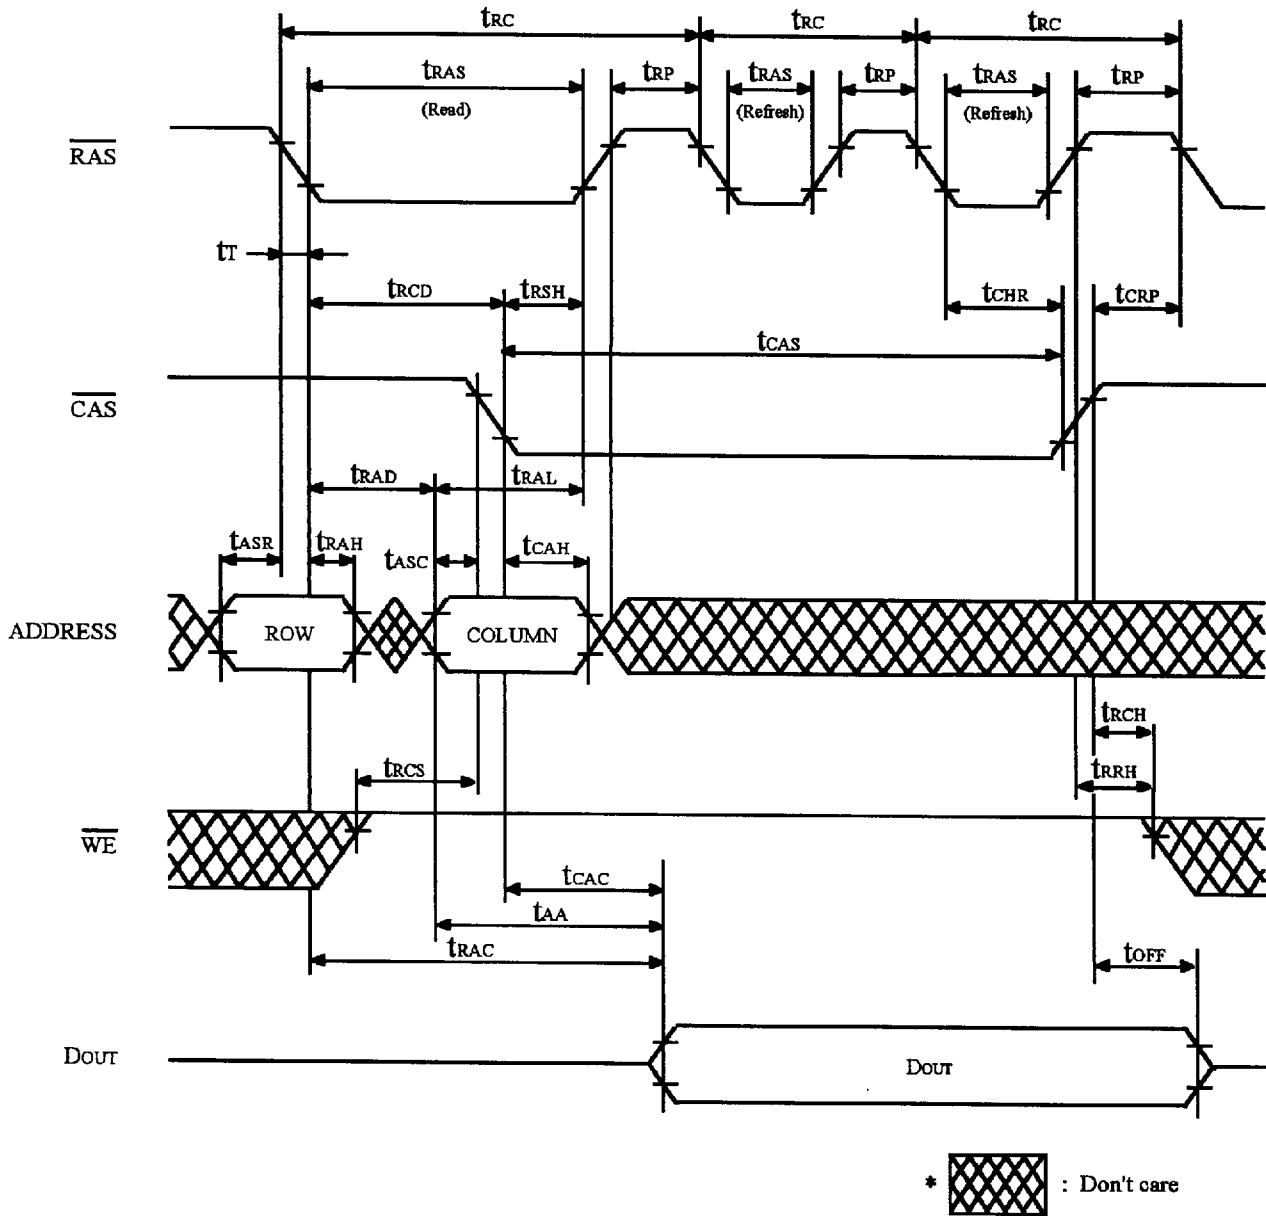 tRC tRC tRC
tRAS tRP tRAS tRP tRAS tRP
(Read) (Refresh) (Refresh)
RAS
tT
tRCD tRSH tCHR tCRP
tCAS
CAS
tRAD tRAL
tASR tRAH tASC tCAH
ADDRESS ROW COLUMN
tRCH
tRCS tRRH
WE
tCAC
tAA
tRAC tOFF
DOUT DOUT
* : Don't care